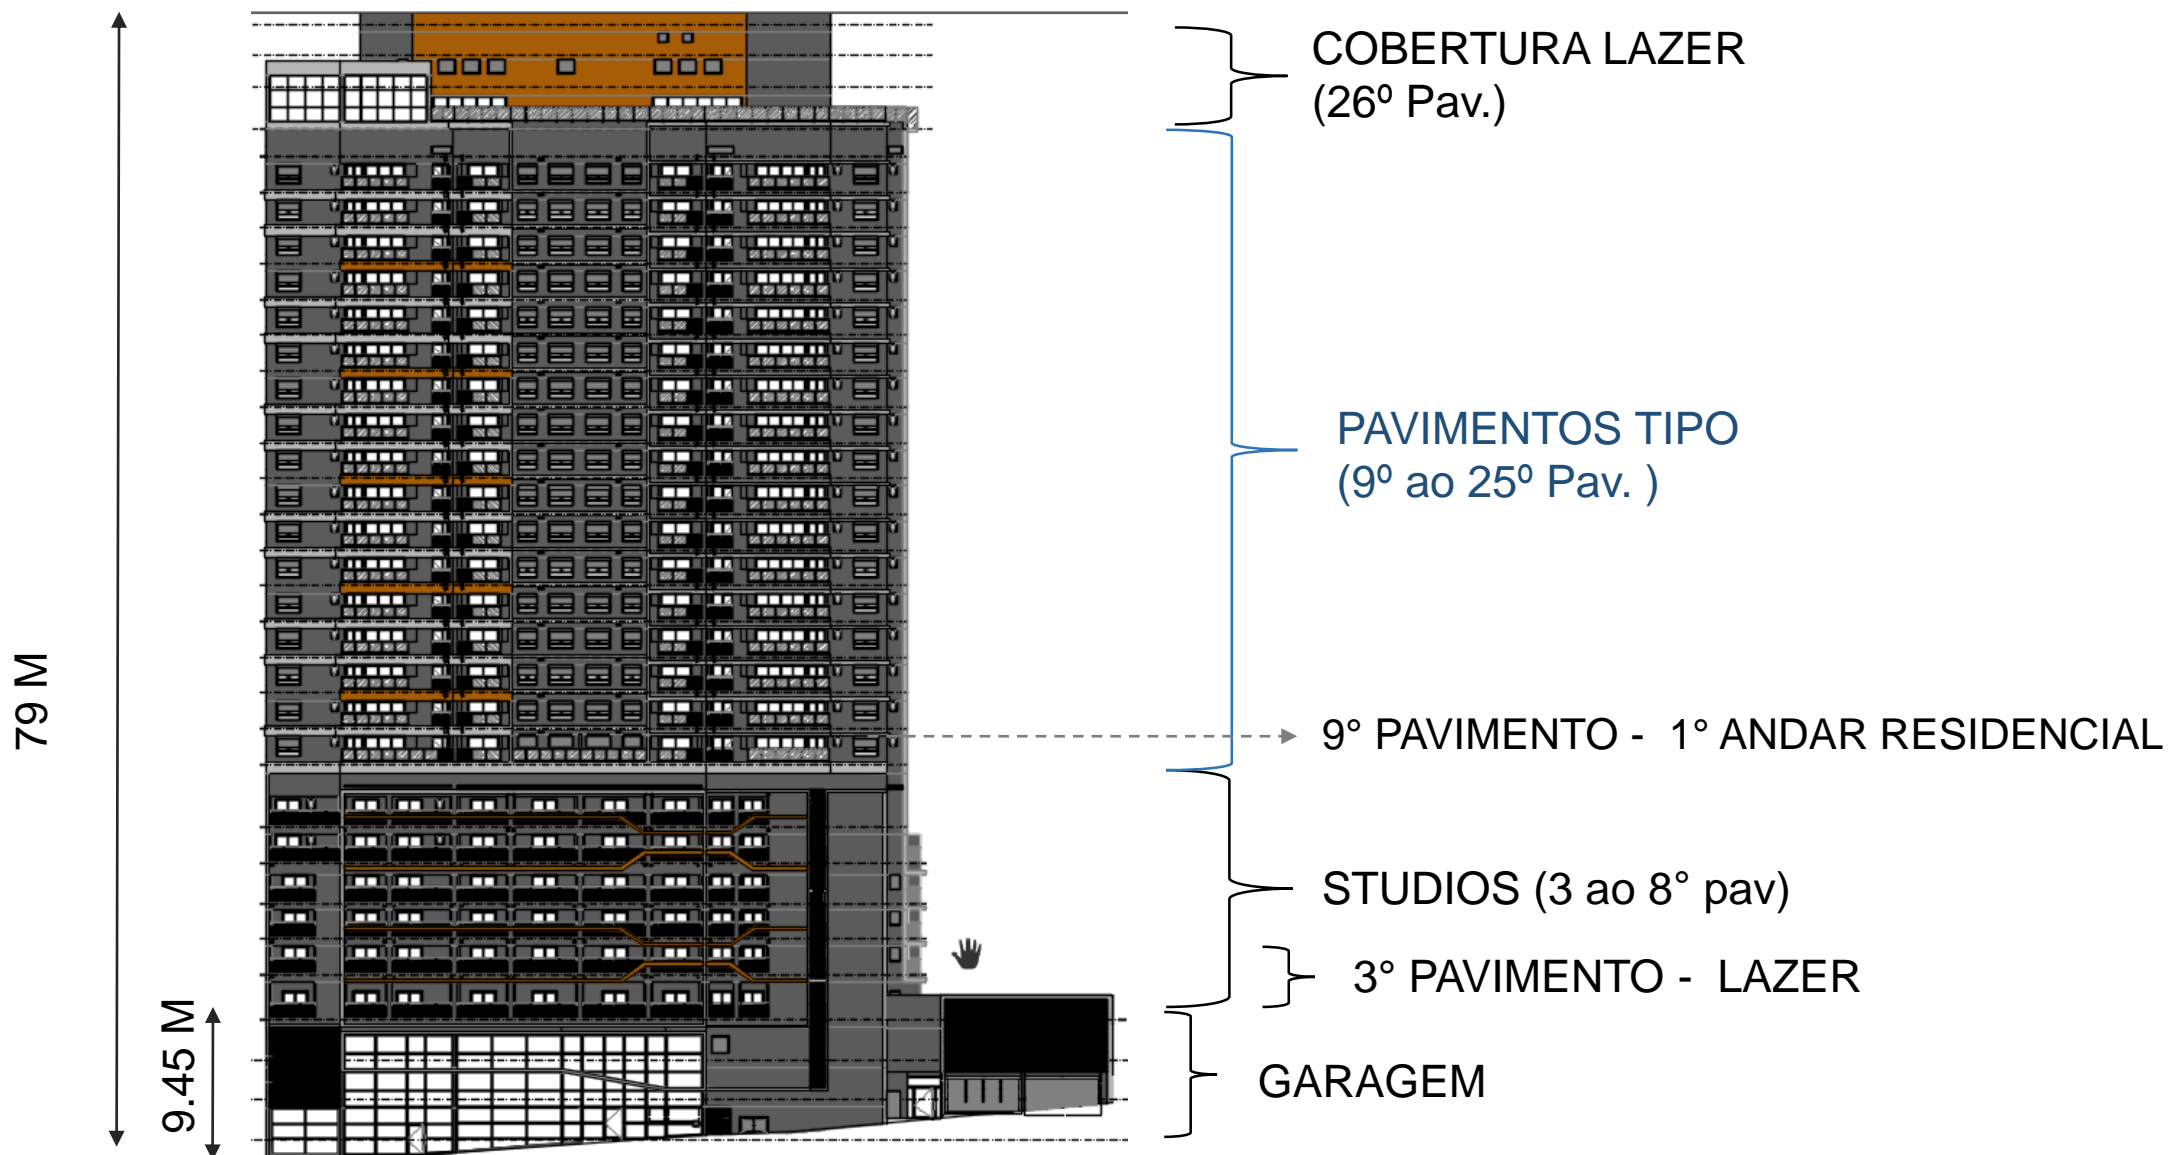 COBERTURA LAZER
(26º Pav.)
PAVIMENTOS TIPO
(9º ao 25º Pav. )
79 M
9° PAVIMENTO - 1° ANDAR RESIDENCIAL
STUDIOS (3 ao 8° pav)
3° PAVIMENTO - LAZER
9.45 M
GARAGEM